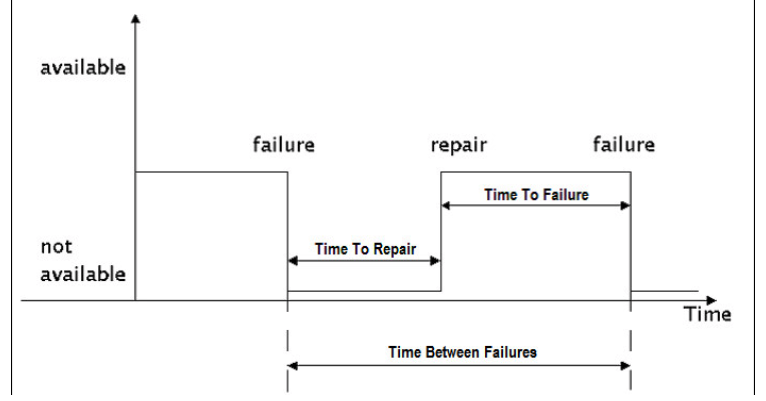 available
failure
repair
failure
Time To Failure
not
available
Time To Repair
Time
Time Between Failures